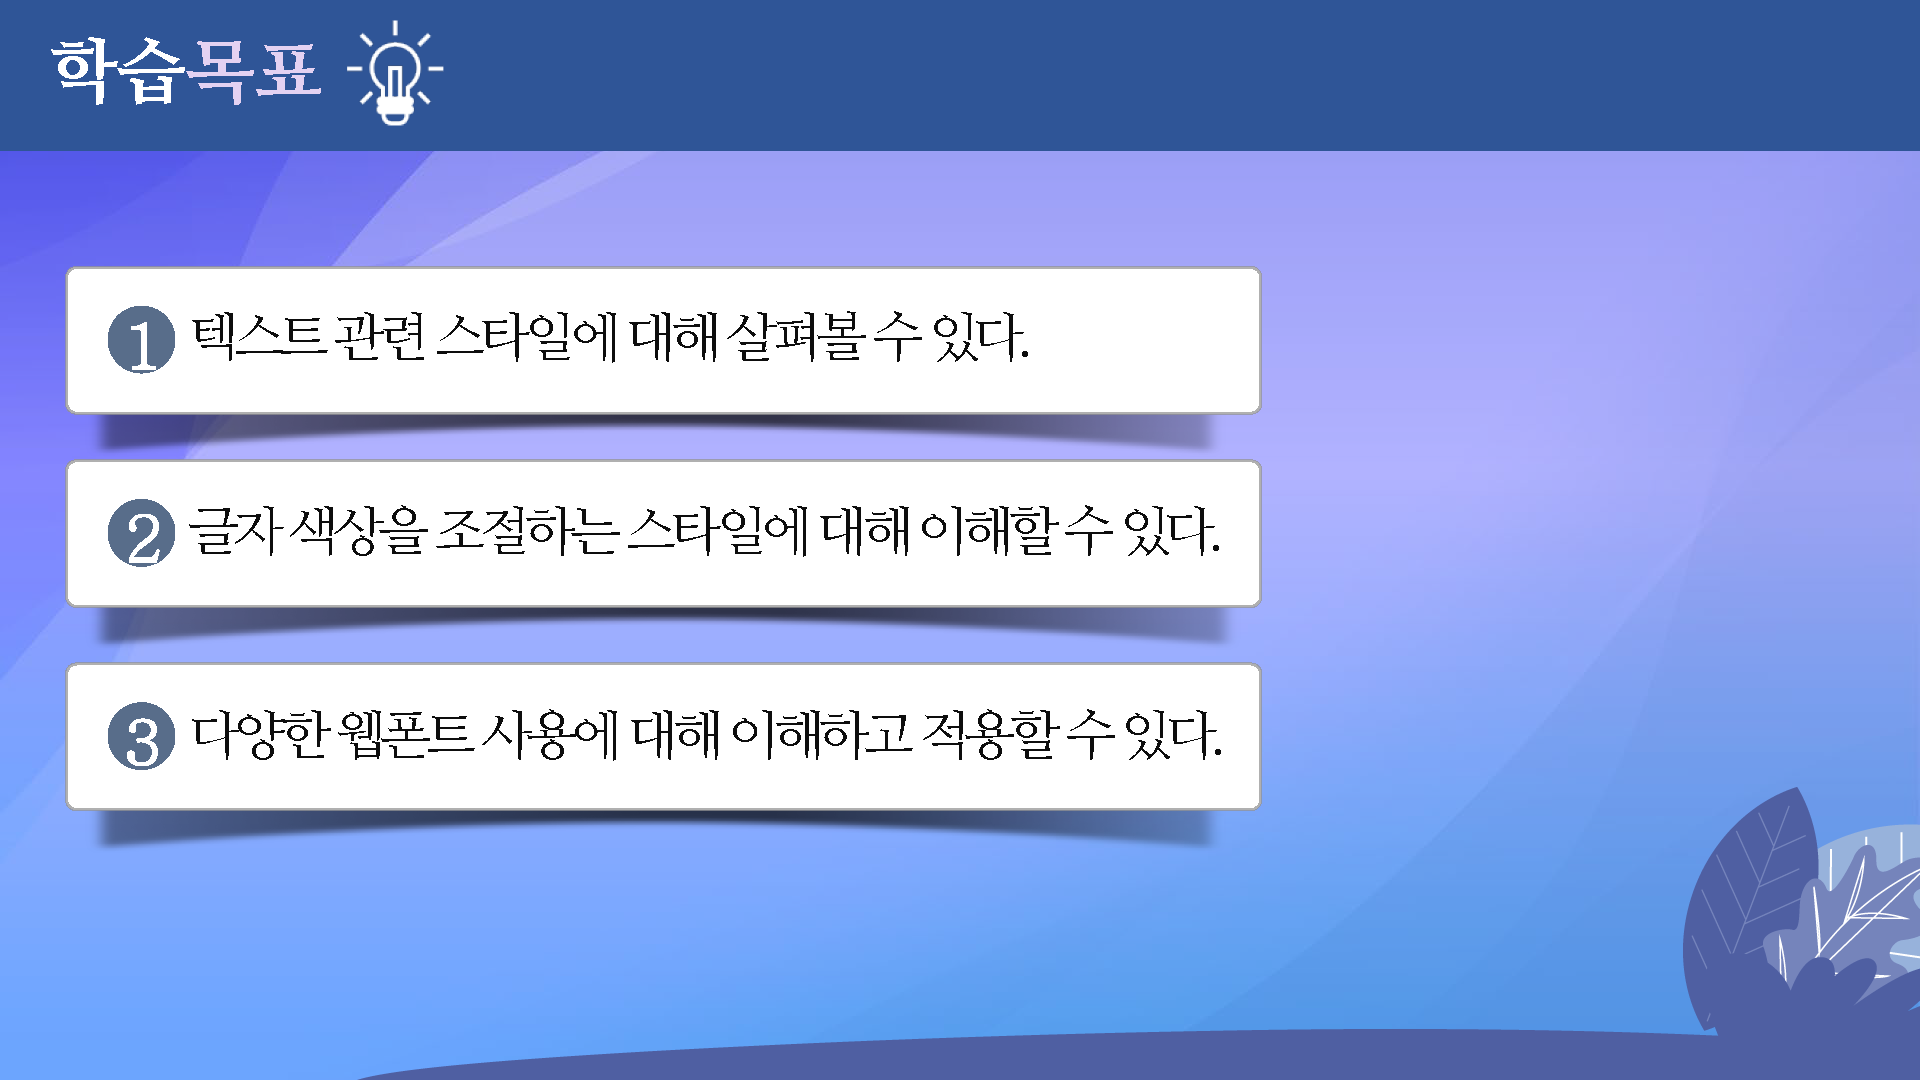 학습목표
1 텍스트 관련 스타일에 대해 살펴볼 수 있다.
2 글자 색상을 조절하는 스타일에 대해 이해할 수 있다.
3 다양한 웹폰트 사용에 대해 이해하고 적용할 수 있다.